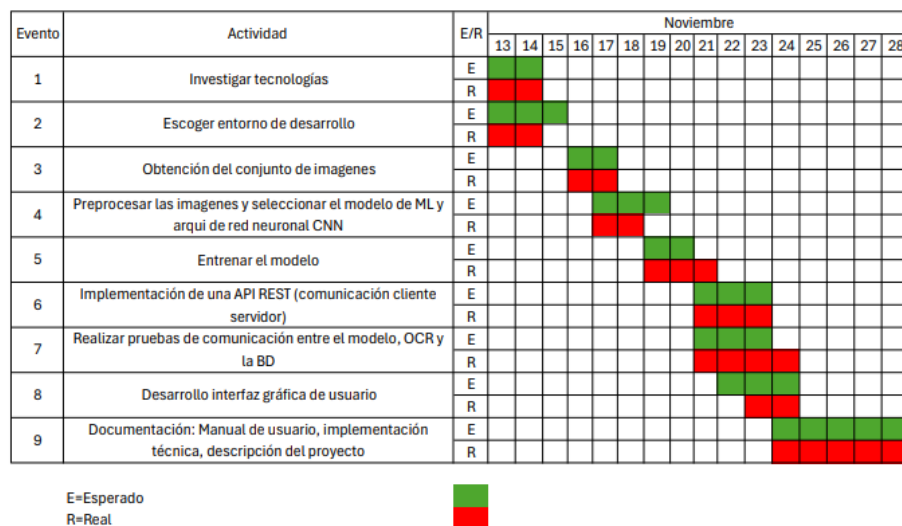 Evento Actividad E/R Noviembre
13 14 15 16 17 18 19 20 21 22 23 24 25 26 27 28
1 Investigar tecnologías E
R
2 Escoger entorno de desarrollo E
R
3 Obtención del conjunto de imagenes E
R
4 Preprocesar las imagenes y seleccionar el modelo de ML y E
arqui de red neuronal CNN R
5 Entrenar el modelo E
R
6 Implementación de una API REST (comunicación cliente E
servidor) R
7 Realizar pruebas de comunicación entre el modelo, OCR y E
la BD R
8 Desarrollo interfaz gráfica de usuario E
R
9 Documentación: Manual de usuario, implementación E
técnica, descripción del proyecto R
E=Esperado
R=Real